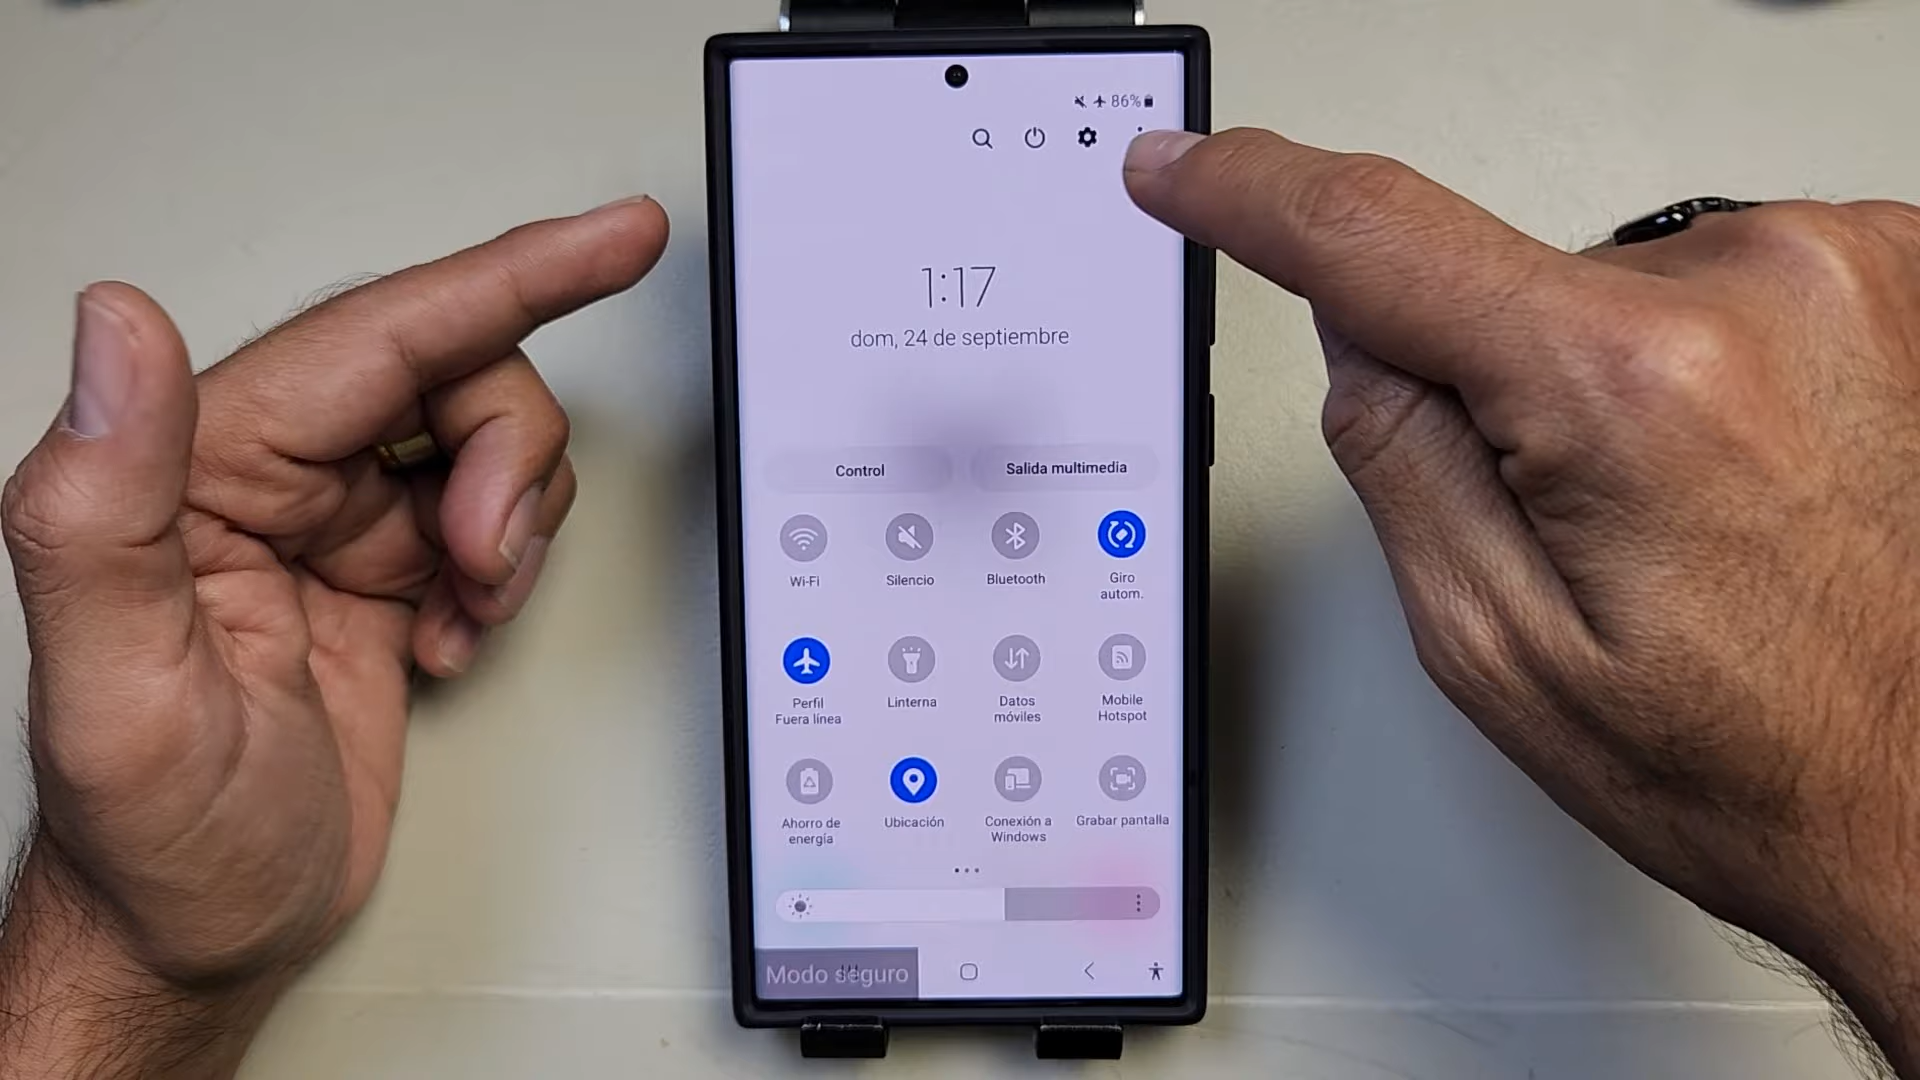 86%
1:17
dom, 24 de septiembre
Control
Salida multimedia
Wi-Fi
Silencio
Bluetooth
Giro
autom.
Perfil
Fuera línea
Linterna
Datos
móviles
Mobile
Hotspot
Ahorro de
energía
Ubicación
Conexión a
Windows
Grabar pantalla
Modo seguro